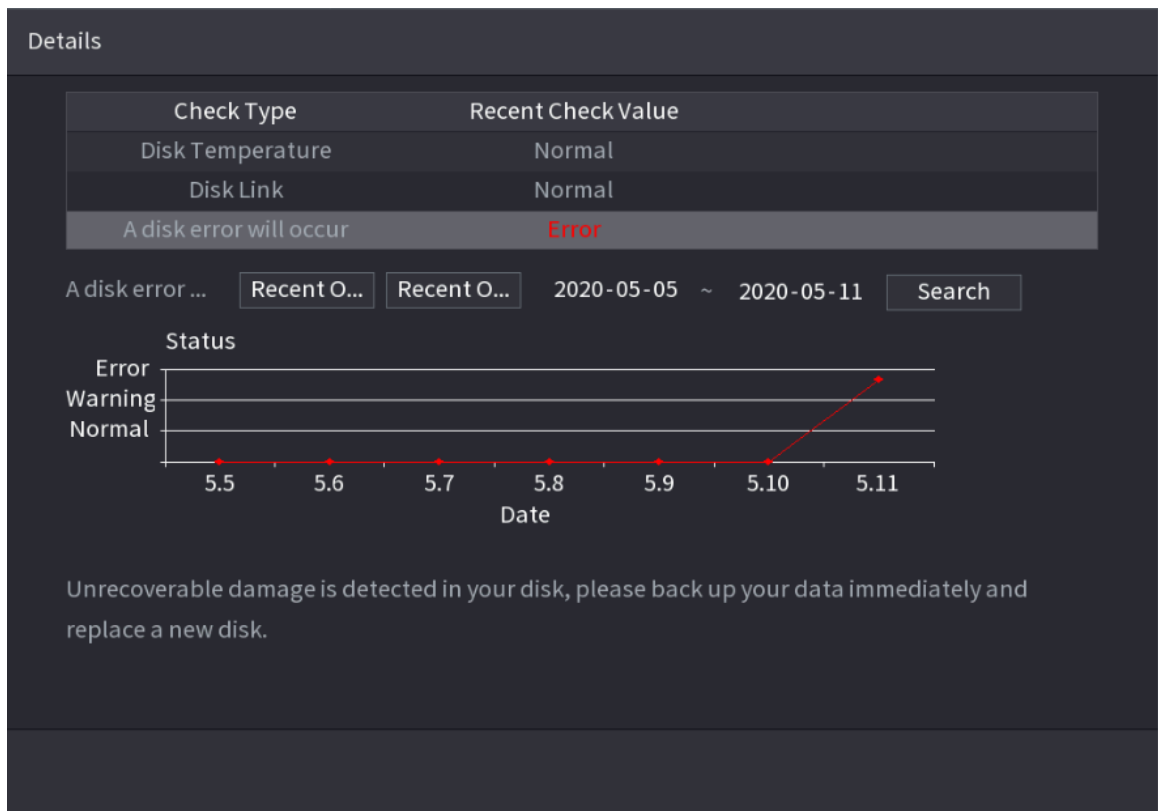 Details
Check Type Recent Check Value
Disk Temperature Normal
Disk Link Normal
A disk error will occur Error
A disk error ... Recent O... Recent O... 2020-05-05 ~ 2020-05-11 Search
Status
Error
Warning
Normal
5.5 5.6 5.7 5.8 5.9 5.10 5.11
Date
Unrecoverable damage is detected in your disk, please back up your data immediately and
replace a new disk.